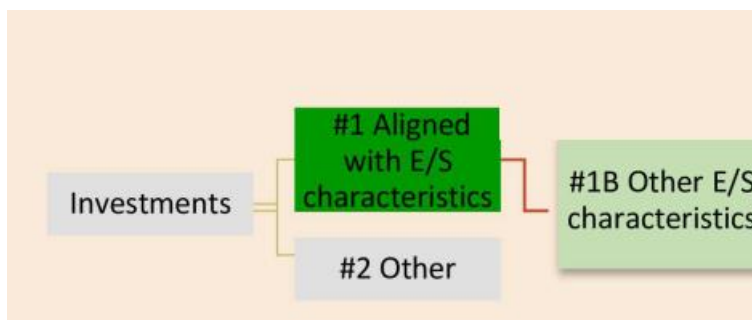 #1 Aligned
with E/S
characteristics
Investments
#1B Other E/S
characteristics
#2 Other